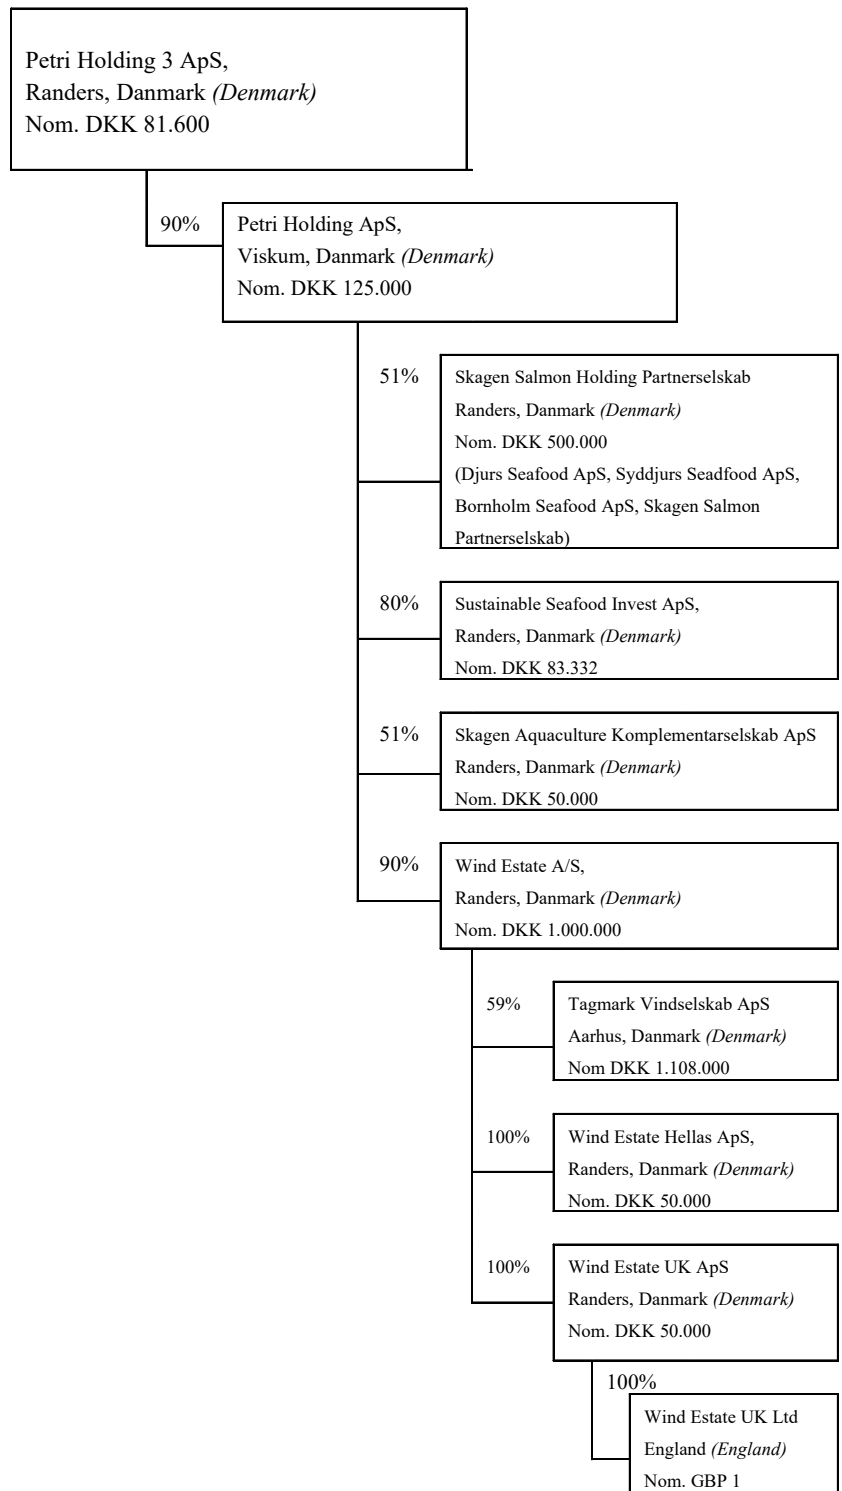 Petri Holding 3 ApS,
Randers, Danmark (Denmark)
Nom. DKK 81.600
90%
Petri Holding ApS,
Viskum, Danmark (Denmark)
Nom. DKK 125.000
51%
Skagen Salmon Holding Partnerselskab
Randers, Danmark (Denmark)
Nom. DKK 500.000
(Djurs Seafood ApS, Syddjurs Seadfood ApS,
Bornholm Seafood ApS, Skagen Salmon
Partnerselskab)
80%
Sustainable Seafood Invest ApS,
Randers, Danmark (Denmark)
Nom. DKK 83.332
51%
Skagen Aquaculture Komplementarselskab ApS
Randers, Danmark (Denmark)
Nom. DKK 50.000
90%
Wind Estate A/S,
Randers, Danmark (Denmark)
Nom. DKK 1.000.000
59%
Tagmark Vindselskab ApS
Aarhus, Danmark (Denmark)
Nom DKK 1.108.000
100%
Wind Estate Hellas ApS,
Randers, Danmark (Denmark)
Nom. DKK 50.000
100%
Wind Estate UK ApS
Randers, Danmark (Denmark)
Nom. DKK 50.000
100%
Wind Estate UK Ltd
England (England)
Nom. GBP 1